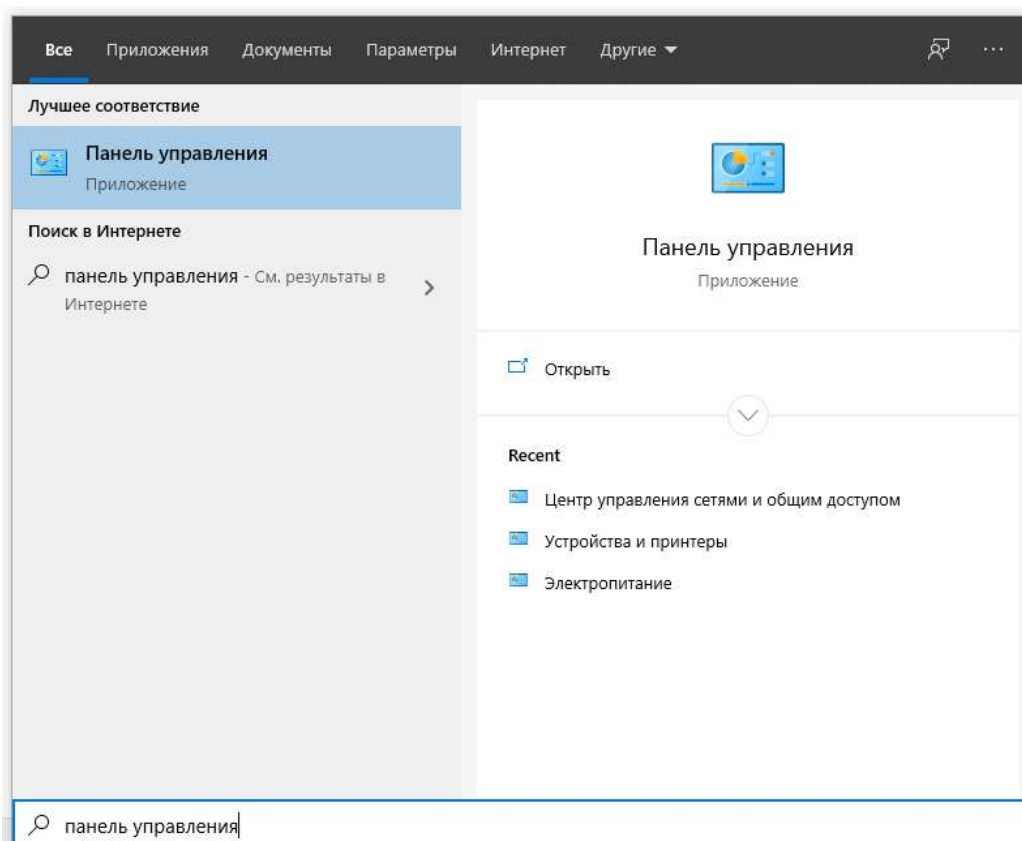 Все Приложения Документы Параметры Интернет Другие
Лучшее соответствие
Панель управления
Приложение
Поиск в Интернете
панель управления - См. результаты в
Интернете
Панель управления
Приложение
Открыть
Recent
Центр управления сетями и общим доступом
Устройства и принтеры
Электропитание
панель управления